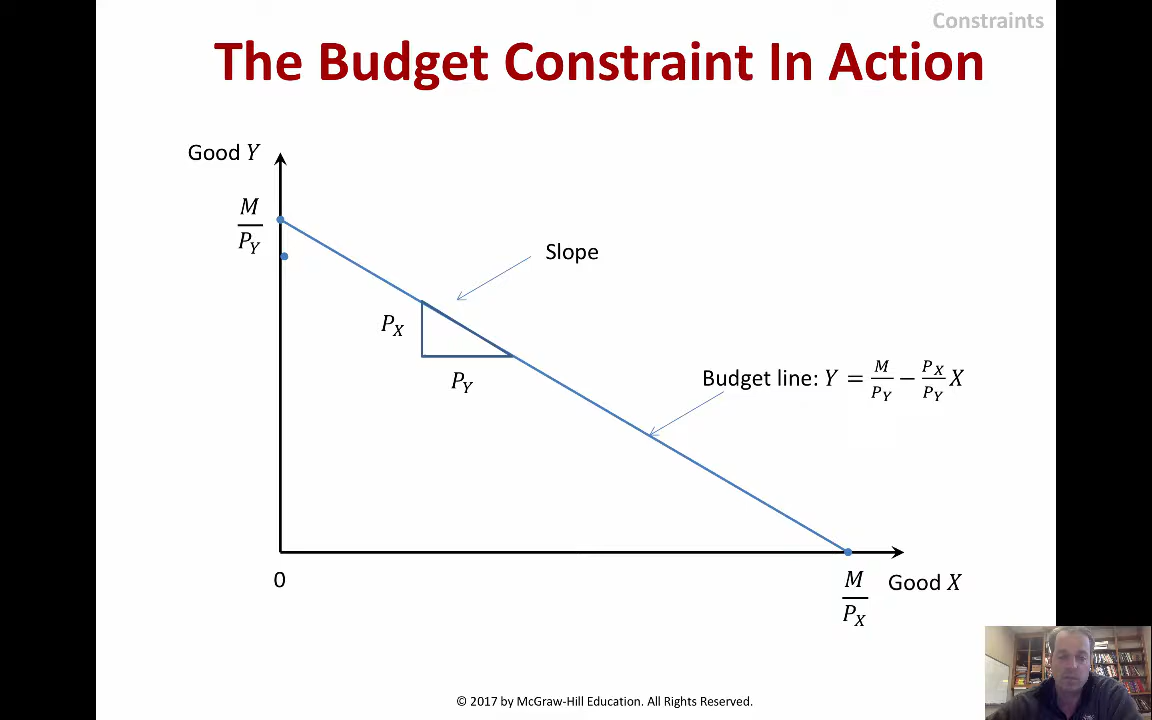 Constraints
The Budget Constraint In Action
Good Y
M
P_Y
Slope
P_X
P_Y
Budget line: Y = M/P_Y − P_X/P_Y X
0
M
P_X
Good X
© 2017 by McGraw-Hill Education. All Rights Reserved.